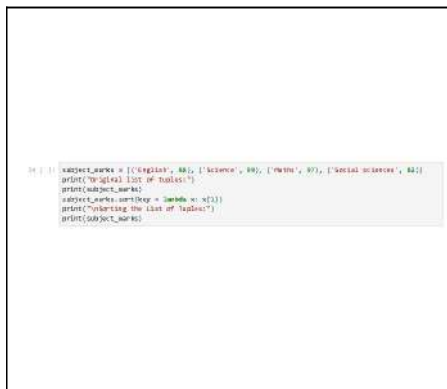 In [ ]: subject_marks = [('English', 88), ('Science', 90), ('Maths', 97), ('Social sciences', 82)]
print("Original list of tuples:")
print(subject_marks)
subject_marks.sort(key = lambda x: x[1])
print("\nSorting the List of Tuples:")
print(subject_marks)